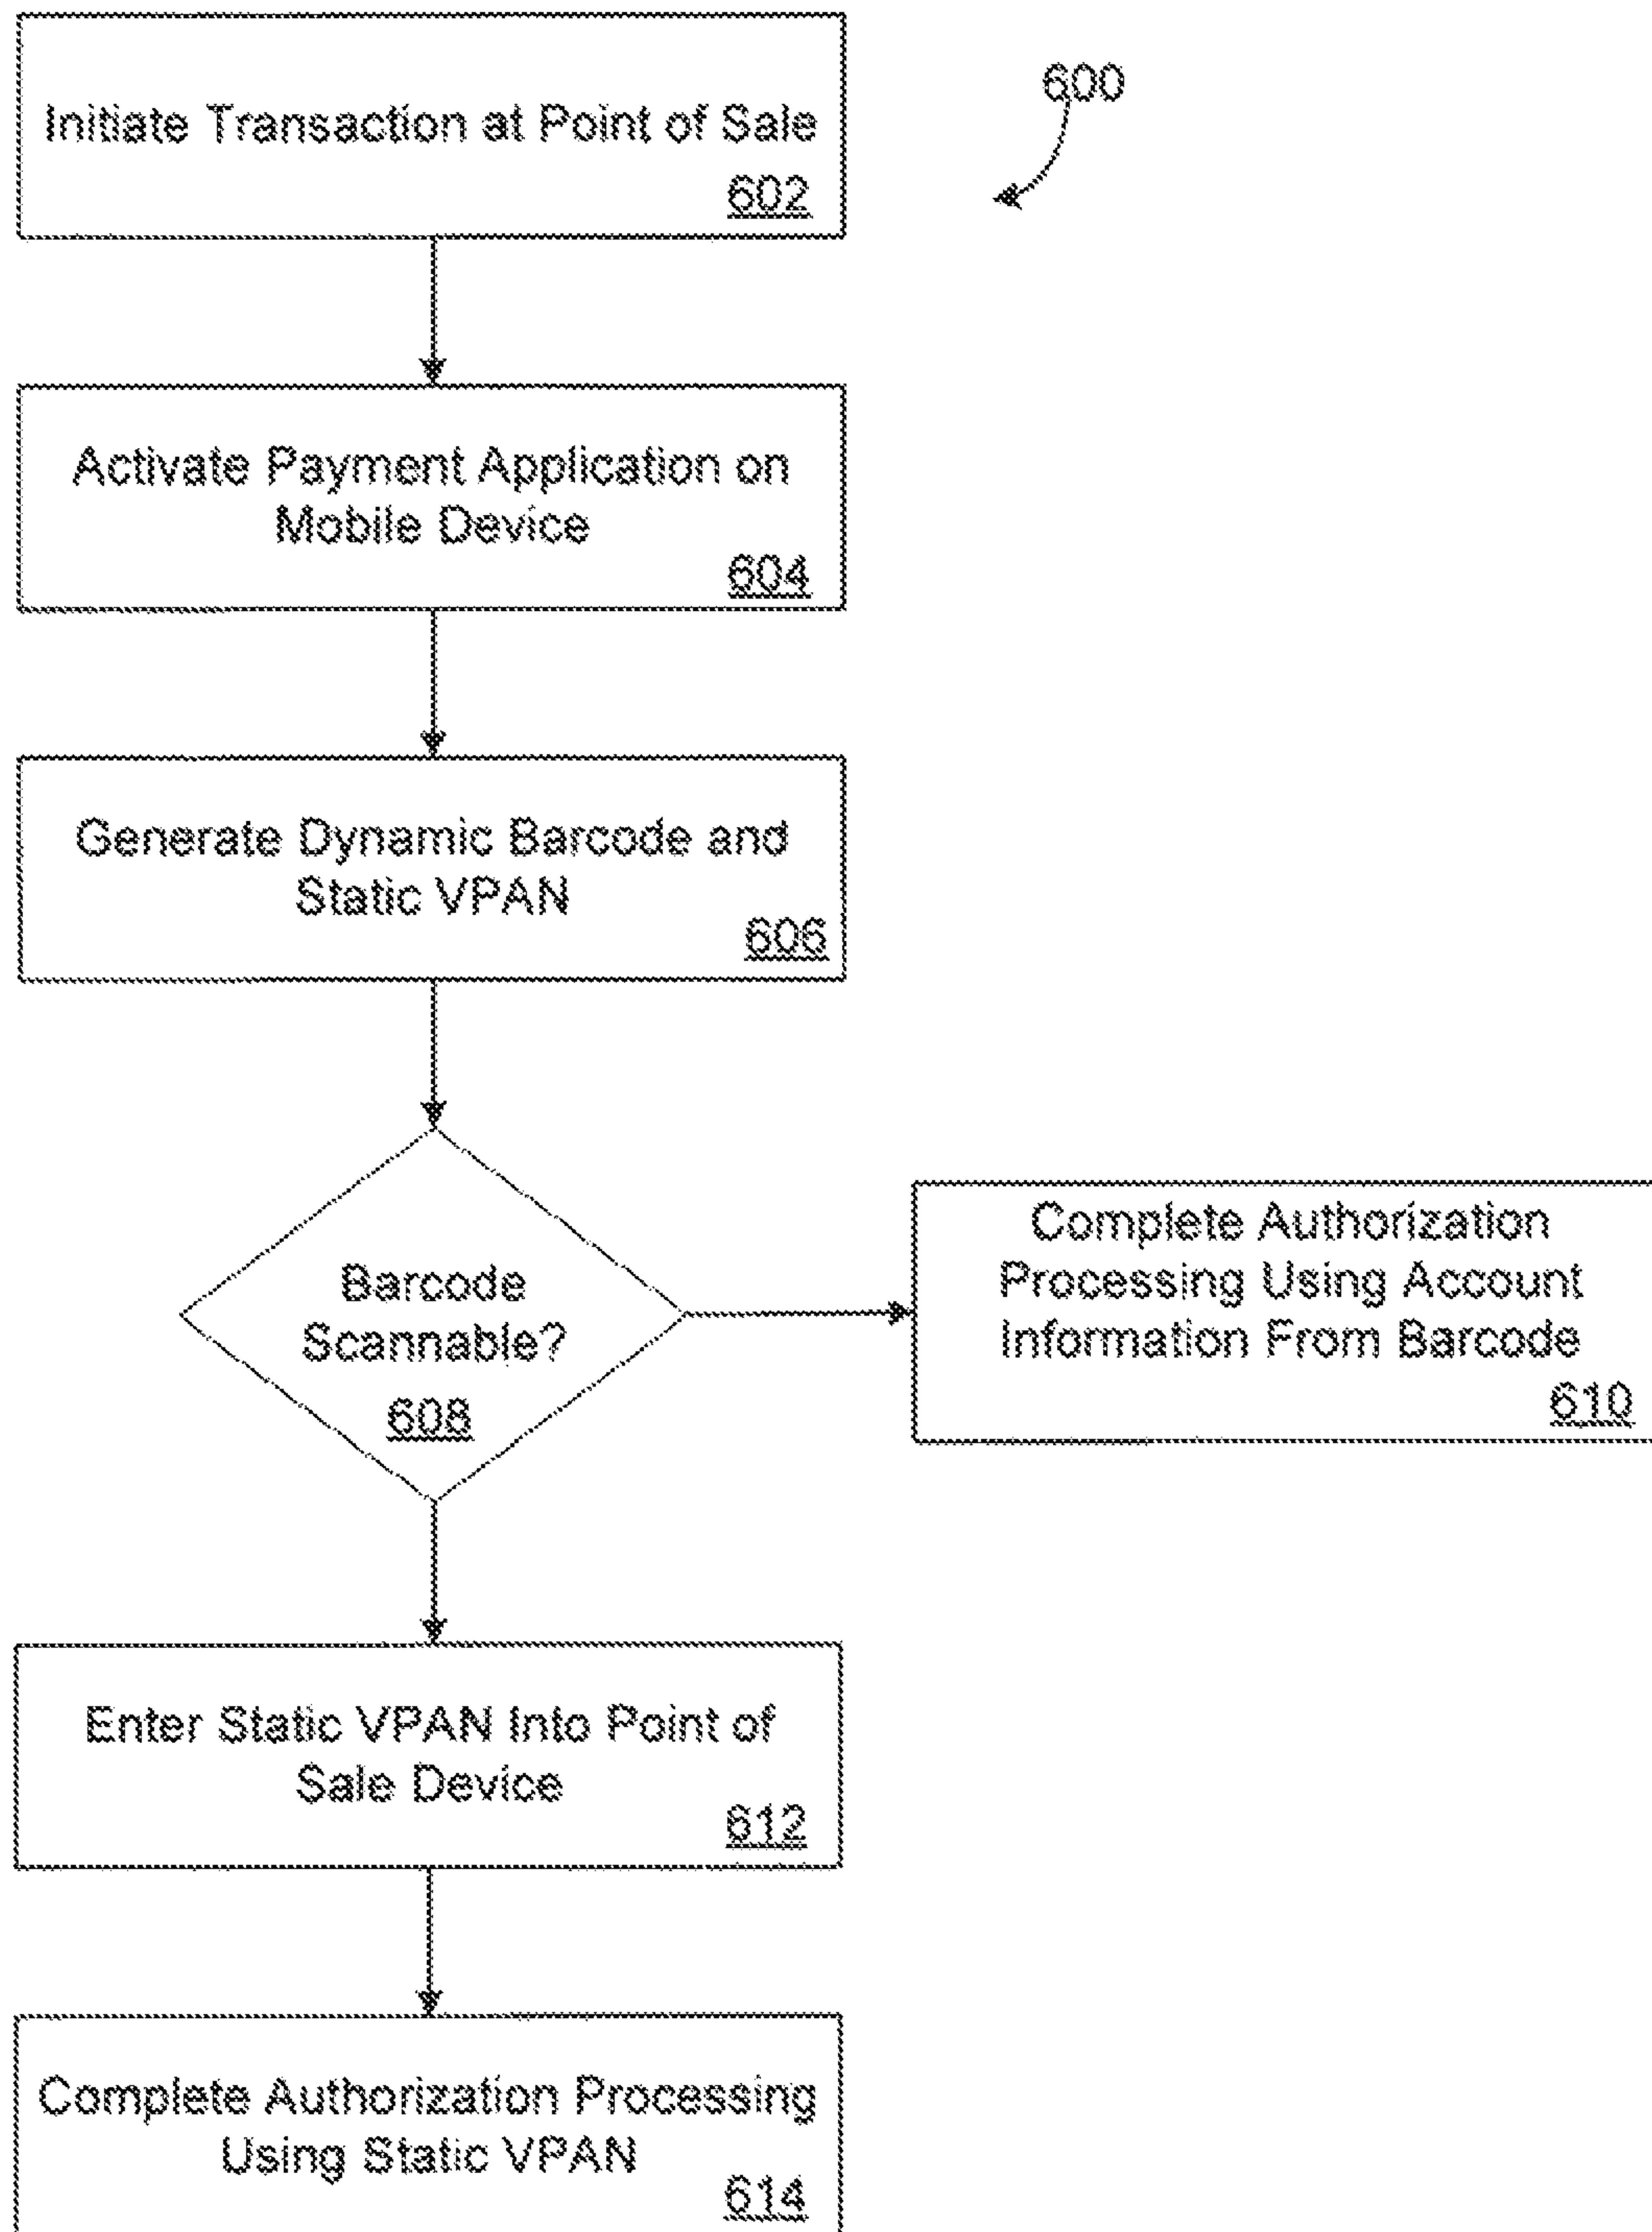 600
Initiate Transaction at Point of Sale
602
Activate Payment Application on
Mobile Device
604
Generate Dynamic Barcode and
Static VPAN
606
Barcode
Scannable?
608
Complete Authorization
Processing Using Account
Information From Barcode
610
Enter Static VPAN Into Point of
Sale Device
612
Complete Authorization Processing
Using Static VPAN
614